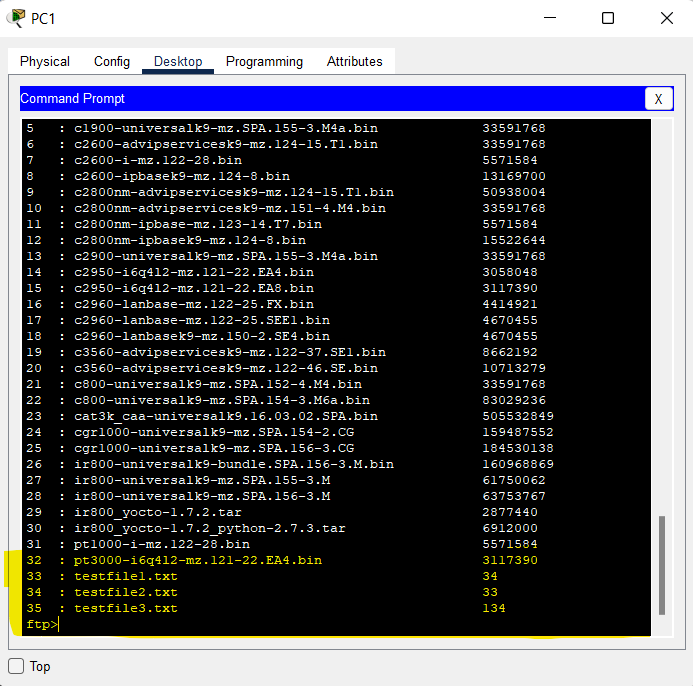 PC1
Physical Config Desktop Programming Attributes
Command Prompt X
5 : c1900-universalk9-mz.SPA.155-3.M4a.bin 33591768
6 : c2600-advipservicesk9-mz.124-15.T1.bin 33591768
7 : c2600-i-mz.122-28.bin 5571584
8 : c2600-ipbasek9-mz.124-8.bin 13169700
9 : c2800nm-advipservicesk9-mz.124-15.T1.bin 50938004
10 : c2800nm-advipservicesk9-mz.151-4.M4.bin 33591768
11 : c2800nm-ipbase-mz.123-14.T7.bin 5571584
12 : c2800nm-ipbasek9-mz.124-8.bin 15522644
13 : c2900-universalk9-mz.SPA.155-3.M4a.bin 33591768
14 : c2950-i6q4l2-mz.121-22.EA4.bin 3058048
15 : c2950-i6q4l2-mz.121-22.EA8.bin 3117390
16 : c2960-lanbase-mz.122-25.FX.bin 4414921
17 : c2960-lanbase-mz.122-25.SEE1.bin 4670455
18 : c2960-lanbasek9-mz.150-2.SE4.bin 4670455
19 : c3560-advipservicesk9-mz.122-37.SE1.bin 8662192
20 : c3560-advipservicesk9-mz.122-46.SE.bin 10713279
21 : c800-universalk9-mz.SPA.152-4.M4.bin 33591768
22 : c800-universalk9-mz.SPA.154-3.M6a.bin 83029236
23 : cat3k_caa-universalk9.16.03.02.SPA.bin 505532849
24 : cgr1000-universalk9-mz.SPA.154-2.CG 159487552
25 : cgr1000-universalk9-mz.SPA.156-3.CG 184530138
26 : ir800-universalk9-bundle.SPA.156-3.M.bin 160968869
27 : ir800-universalk9-mz.SPA.155-3.M 61750062
28 : ir800-universalk9-mz.SPA.156-3.M 63753767
29 : ir800_yocto-1.7.2.tar 2877440
30 : ir800_yocto-1.7.2_python-2.7.3.tar 6912000
31 : pt1000-i-mz.122-28.bin 5571584
32 : pt3000-i6q4l2-mz.121-22.EA4.bin 3117390
33 : testfile1.txt 34
34 : testfile2.txt 33
35 : testfile3.txt 134
ftp>
Top